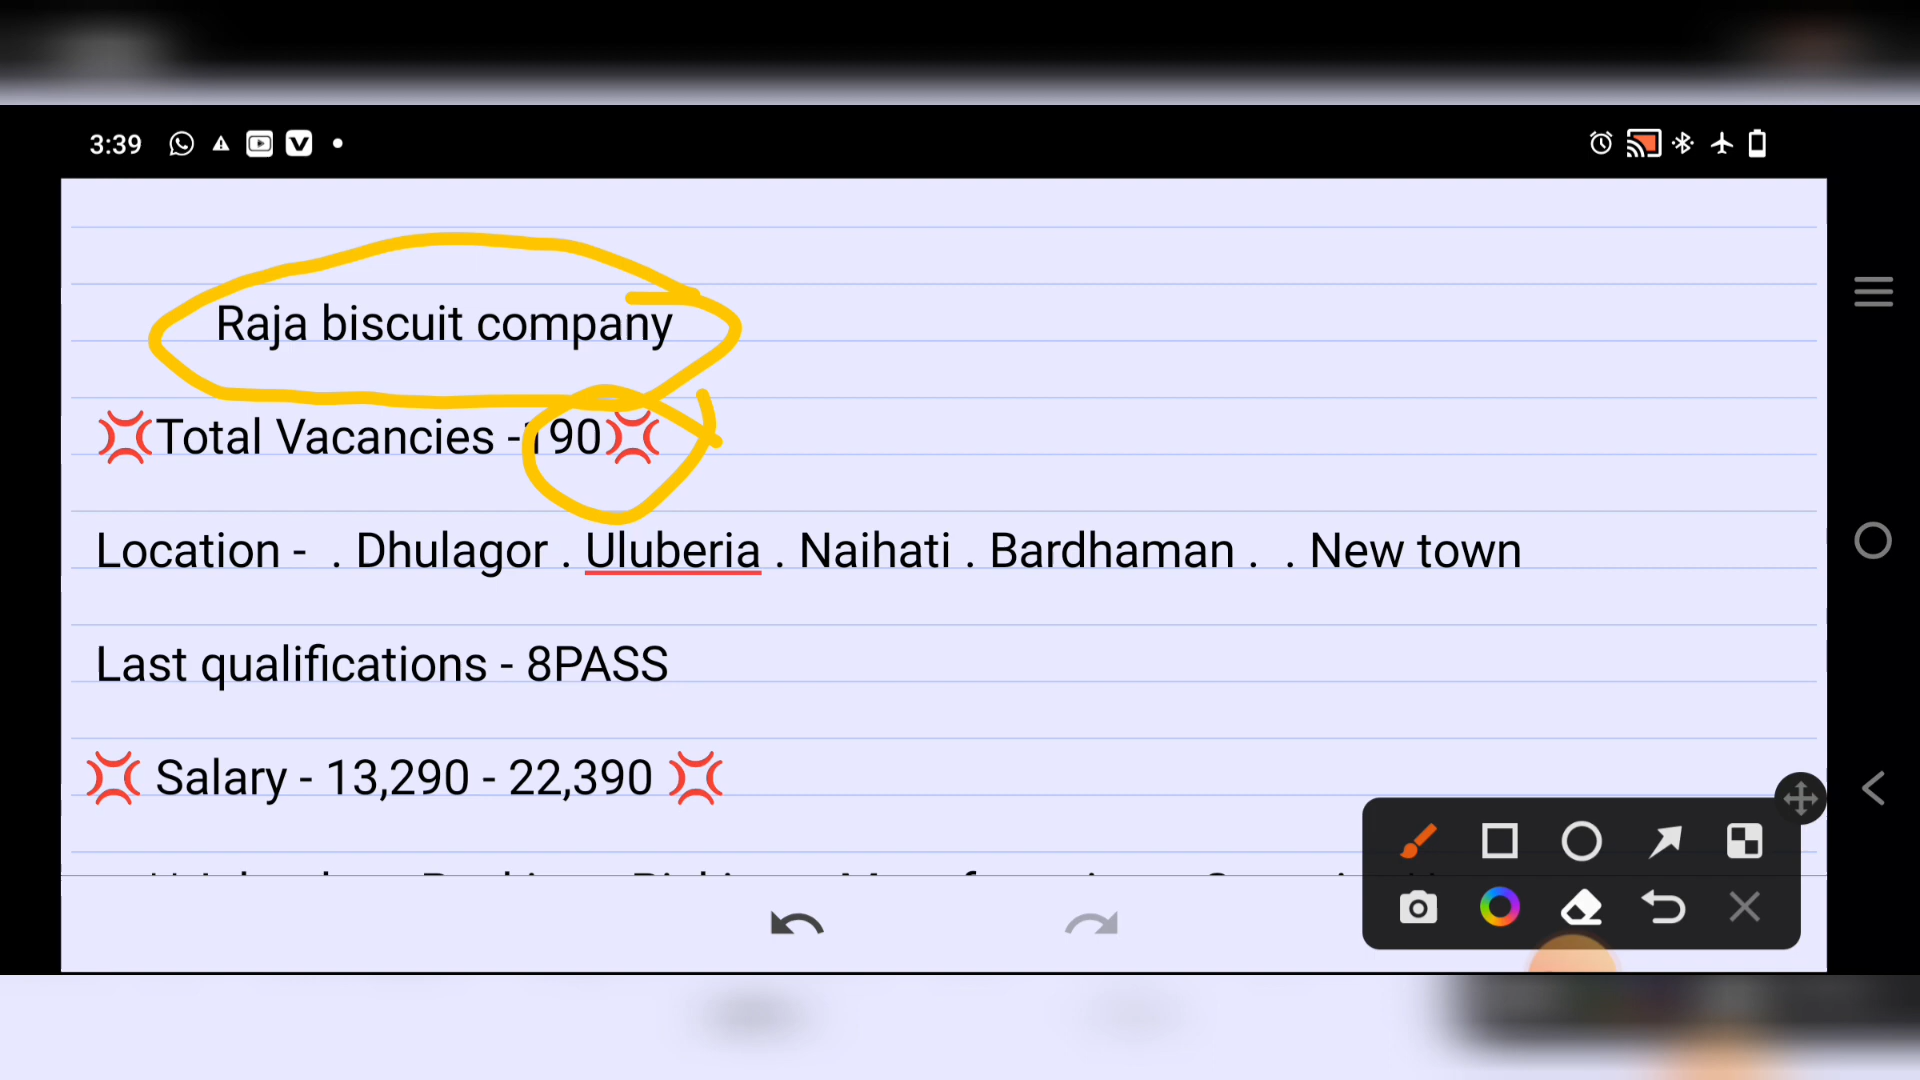 3:39
Raja biscuit company
💢Total Vacancies -190💢
Location - . Dhulagor . Uluberia . Naihati . Bardhaman . . New town
Last qualifications - 8PASS
💢 Salary - 13,290 - 22,390 💢